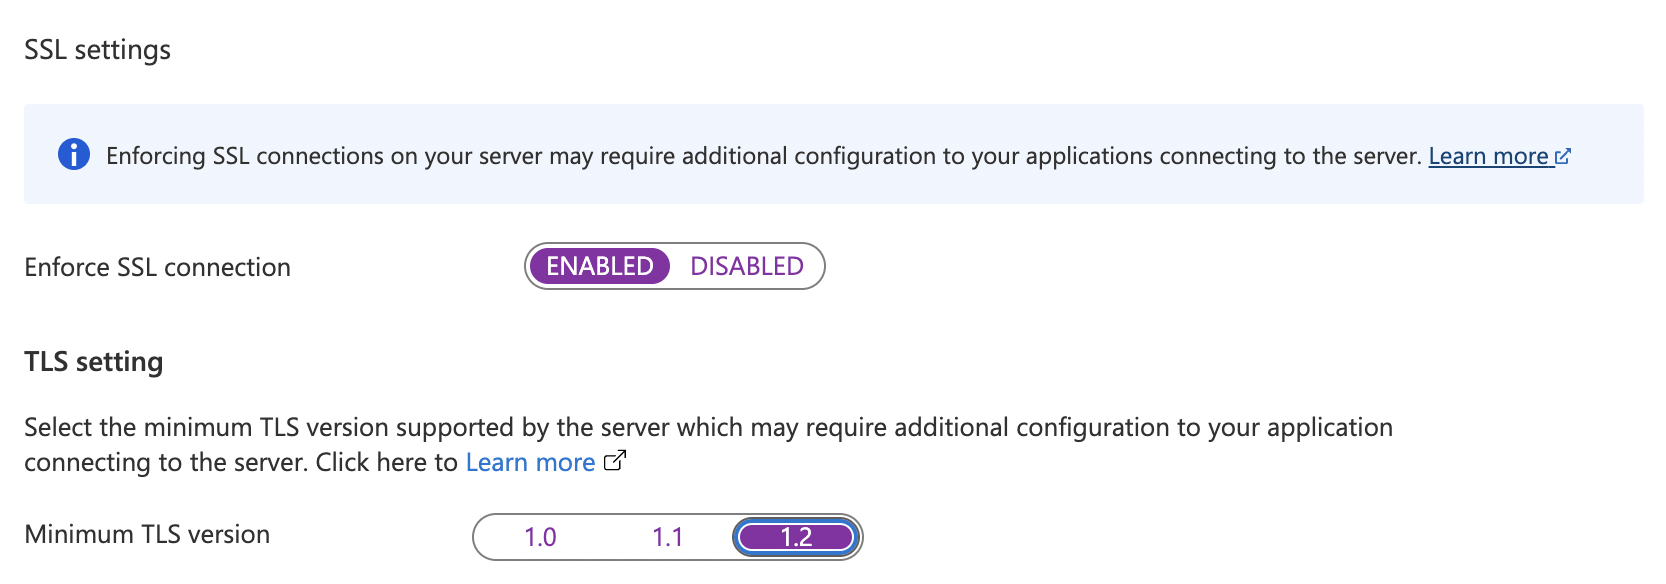 SSL settings
Enforcing SSL connections on your server may require additional configuration to your applications connecting to the server. Learn more
Enforce SSL connection
ENABLED DISABLED
TLS setting
Select the minimum TLS version supported by the server which may require additional configuration to your application
connecting to the server. Click here to Learn more
Minimum TLS version
1.0 1.1 1.2